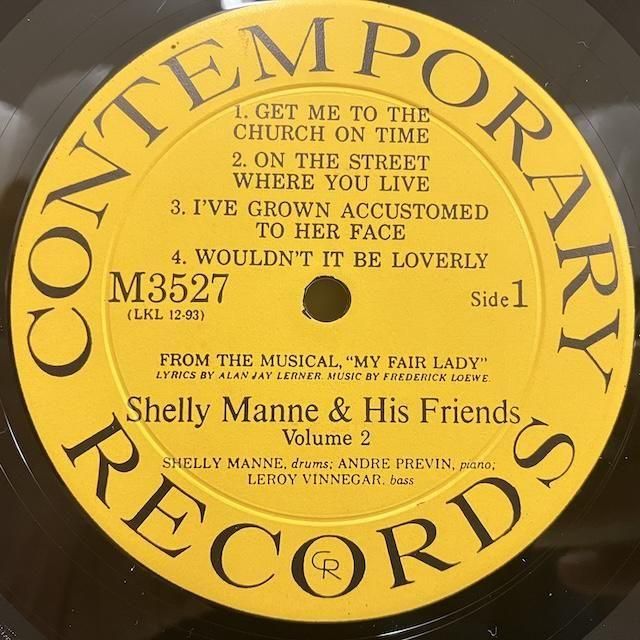 CONTEMPORARY
1. GET ME TO THE
CHURCH ON TIME
2. ON THE STREET
WHERE YOU LIVE
3. I'VE GROWN ACCUSTOMED
TO HER FACE
4. WOULDN'T IT BE LOVERLY
M3527
(LKL 12-93)
Side 1
FROM THE MUSICAL, "MY FAIR LADY"
LYRICS BY ALAN JAY LERNER. MUSIC BY FREDERICK LOEWE.
Shelly Manne & His Friends
Volume 2
SHELLY MANNE, drums; ANDRE PREVIN, piano;
LEROY VINNEGAR, bass
CR
RECORDS